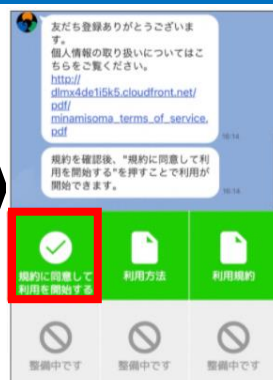 友だち登録ありがとうございま
す。
個人情報の取り扱いについてはこ
ちらをご覧ください。
http://
dlmx4de1i5k5.cloudfront.net/
pdf/
minamisoma_terms_of_service.
pdf
16:14
規約を確認後、"規約に同意して利
用を開始する"を押すことで利用が
開始できます。
16:14
規約に同意して
利用を開始する
利用方法
利用規約
整備中です
整備中です
整備中です